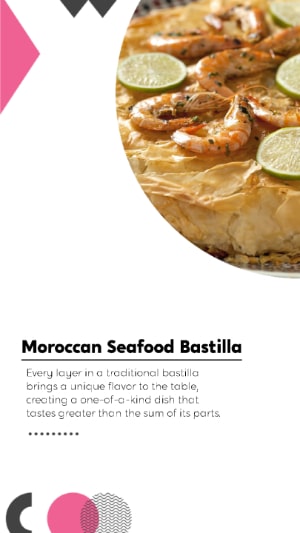 Moroccan Seafood Bastilla
Every layer in a traditional bastilla
brings a unique flavor to the table,
creating a one-of-a-kind dish that
tastes greater than the sum of its parts.